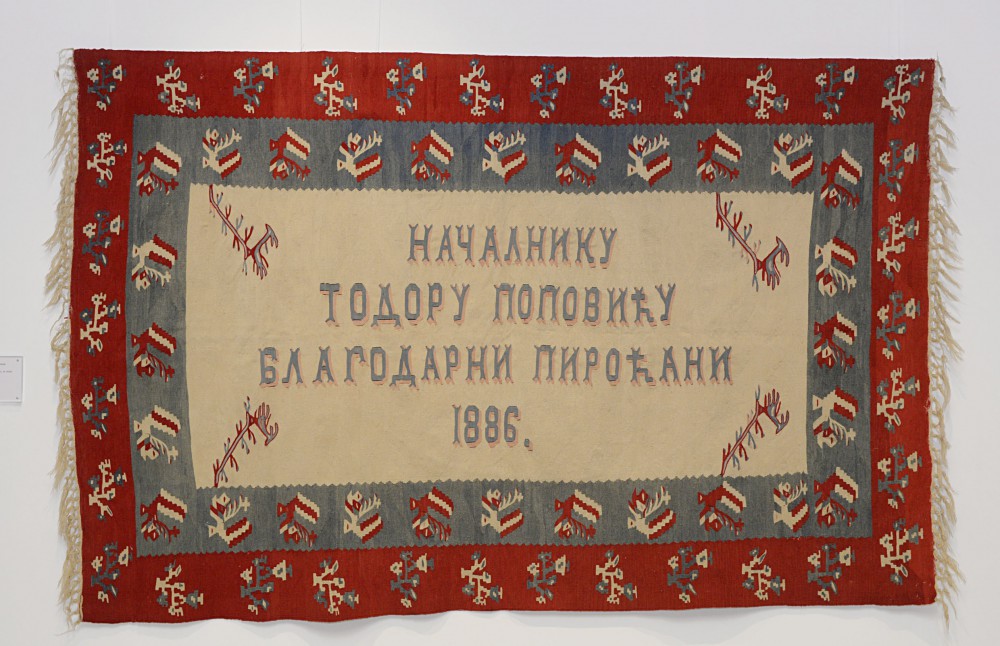 НАЧАЛНИКУ
ТОДОРУ ПОПОВИЋУ
БЛАГОДАРНИ ПИРОЋАНИ
1886.